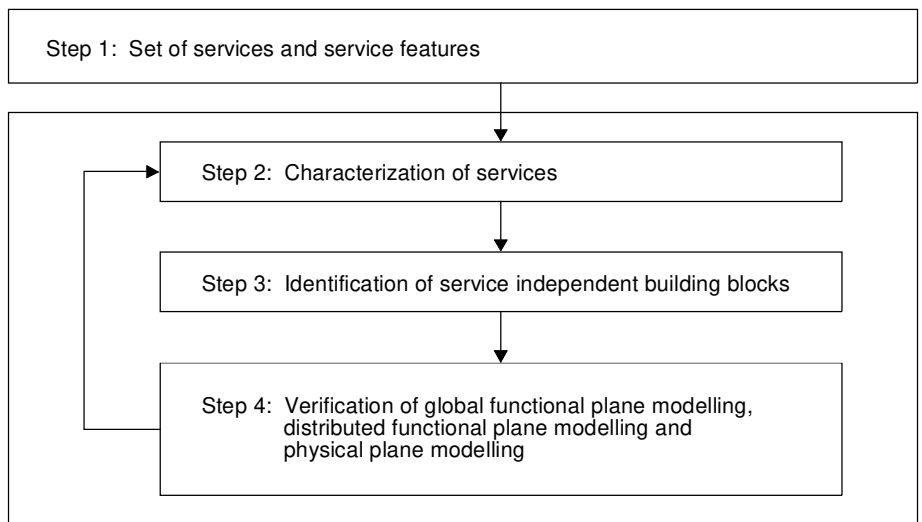 Step 1: Set of services and service features
Step 2: Characterization of services
Step 3: Identification of service independent building blocks
Step 4: Verification of global functional plane modelling,
distributed functional plane modelling and
physical plane modelling